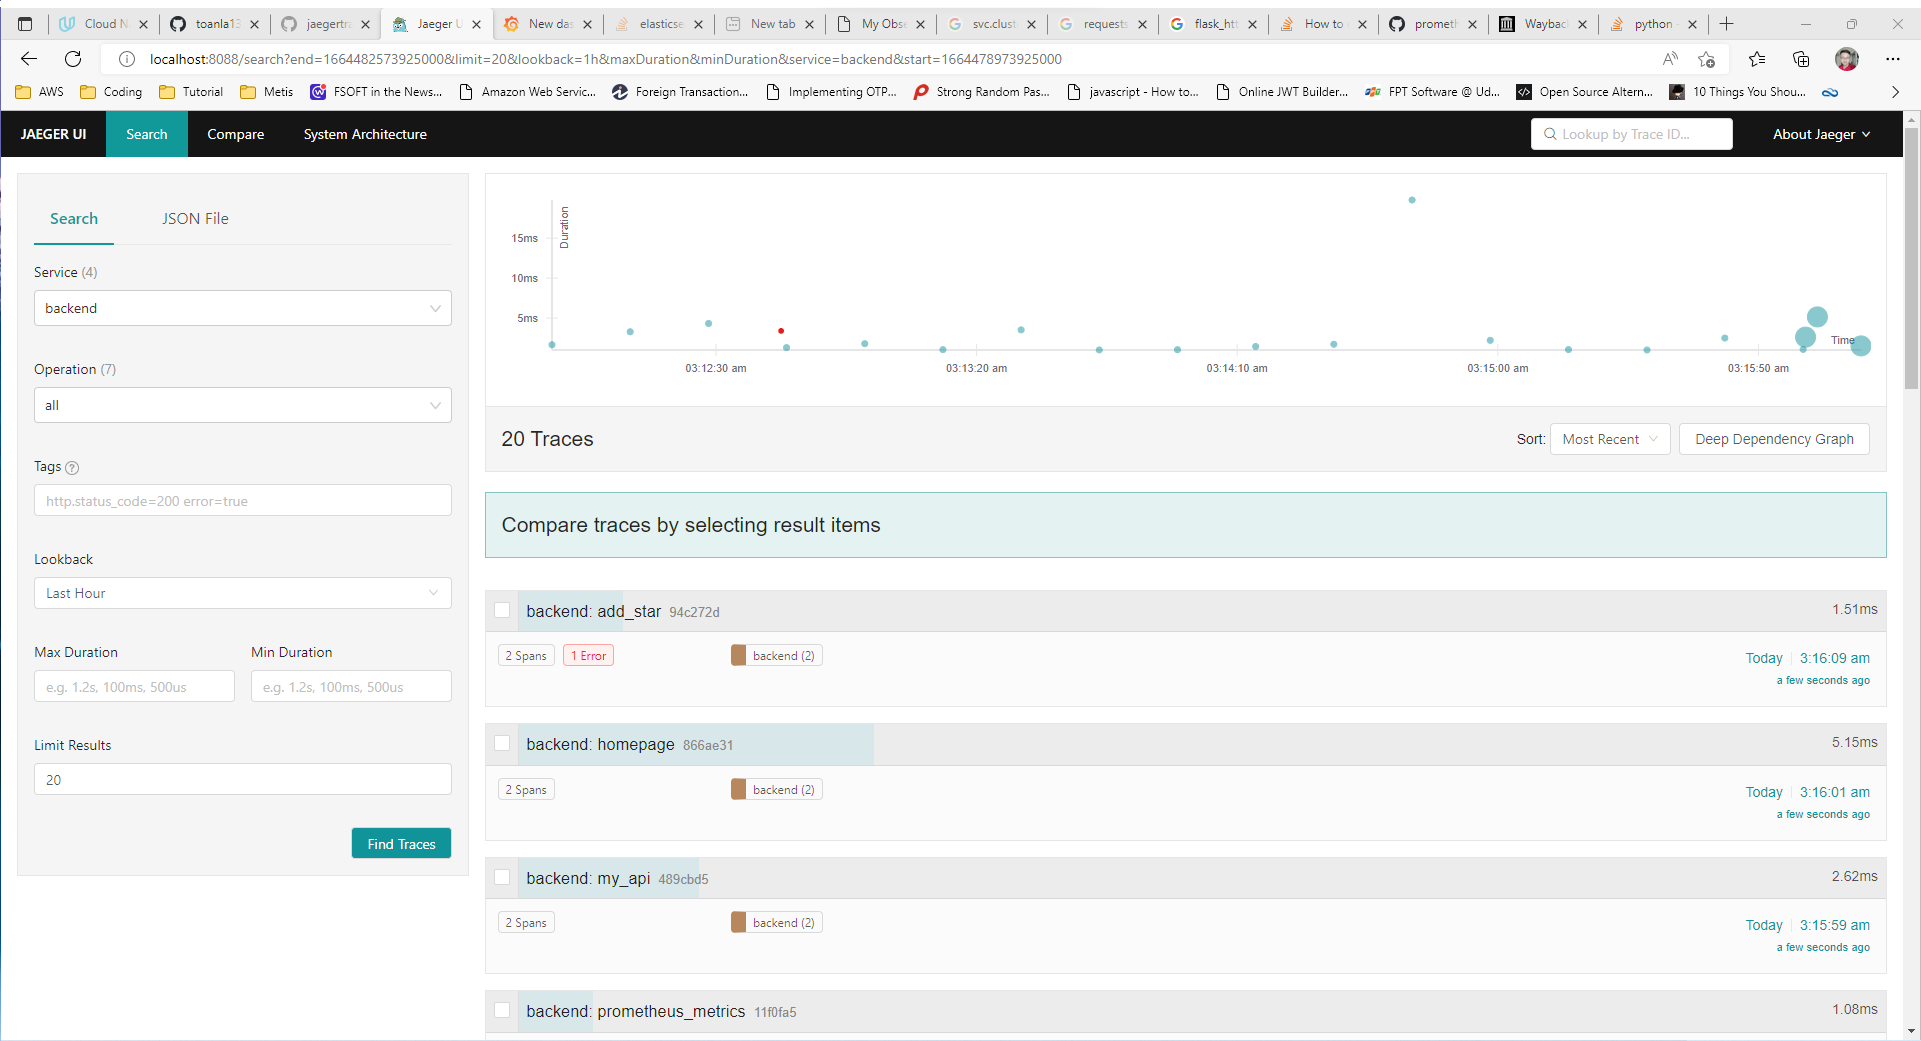 Cloud N
toanla13
jaegertra
Jaeger U
New das
elasticse
New tab
My Obse
svc.clust
requests
flask_htt
How to
prometh
Wayback
python -
localhost:8088/search?end=1664482573925000&limit=20&lookback=1h&maxDuration&minDuration&service=backend&start=1664478973925000
AWS
Coding
Tutorial
Metis
FSOFT in the News...
Amazon Web Servic...
Foreign Transaction...
Implementing OTP...
Strong Random Pas...
javascript - How to...
Online JWT Builder...
FPT Software @ Ud...
Open Source Altern...
10 Things You Shou...
JAEGER UI
Search
Compare
System Architecture
Lookup by Trace ID...
About Jaeger
Search
JSON File
Service (4)
backend
Operation (7)
all
Tags ?
http.status_code=200 error=true
Lookback
Last Hour
Max Duration
Min Duration
e.g. 1.2s, 100ms, 500us
e.g. 1.2s, 100ms, 500us
Limit Results
20
Find Traces
Duration
15ms
10ms
5ms
Time
03:12:30 am
03:13:20 am
03:14:10 am
03:15:00 am
03:15:50 am
20 Traces
Sort: Most Recent
Deep Dependency Graph
Compare traces by selecting result items
backend: add_star 94c272d
1.51ms
2 Spans
1 Error
backend (2)
Today | 3:16:09 am
a few seconds ago
backend: homepage 866ae31
5.15ms
2 Spans
backend (2)
Today | 3:16:01 am
a few seconds ago
backend: my_api 489cbd5
2.62ms
2 Spans
backend (2)
Today | 3:15:59 am
a few seconds ago
backend: prometheus_metrics 11f0fa5
1.08ms